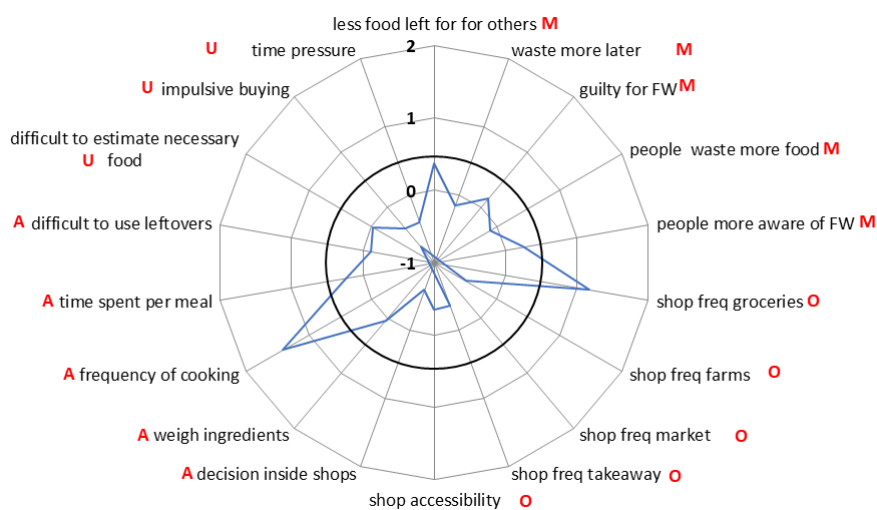 less food left for for others M
U time pressure
2
waste more later M
U impulsive buying
guilty for FW M
1
difficult to estimate necessary
U food
people waste more food M
0
A difficult to use leftovers
people more aware of FW M
-1
A time spent per meal
shop freq groceries O
A frequency of cooking
shop freq farms O
A weigh ingredients
shop freq market O
A decision inside shops
shop freq takeaway O
shop accessibility O